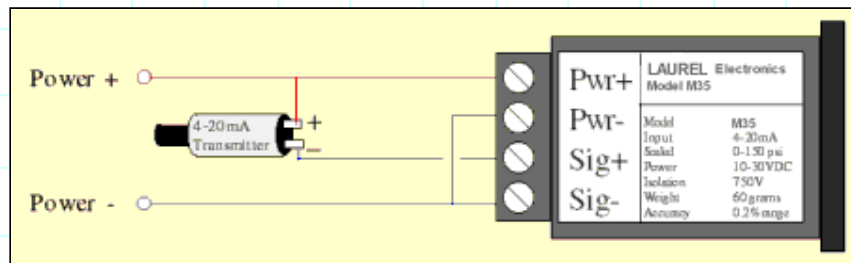 Power +
4-20mA
Transmitter
+
−
Power -
Pwr+
Pwr-
Sig+
Sig-
LAUREL Electronics
Model M35
Model M35
Input 4-20mA
Scaled 0-150 psi
Power 10-30VDC
Isolation 750V
Weight 60 grams
Accuracy 0.2% range